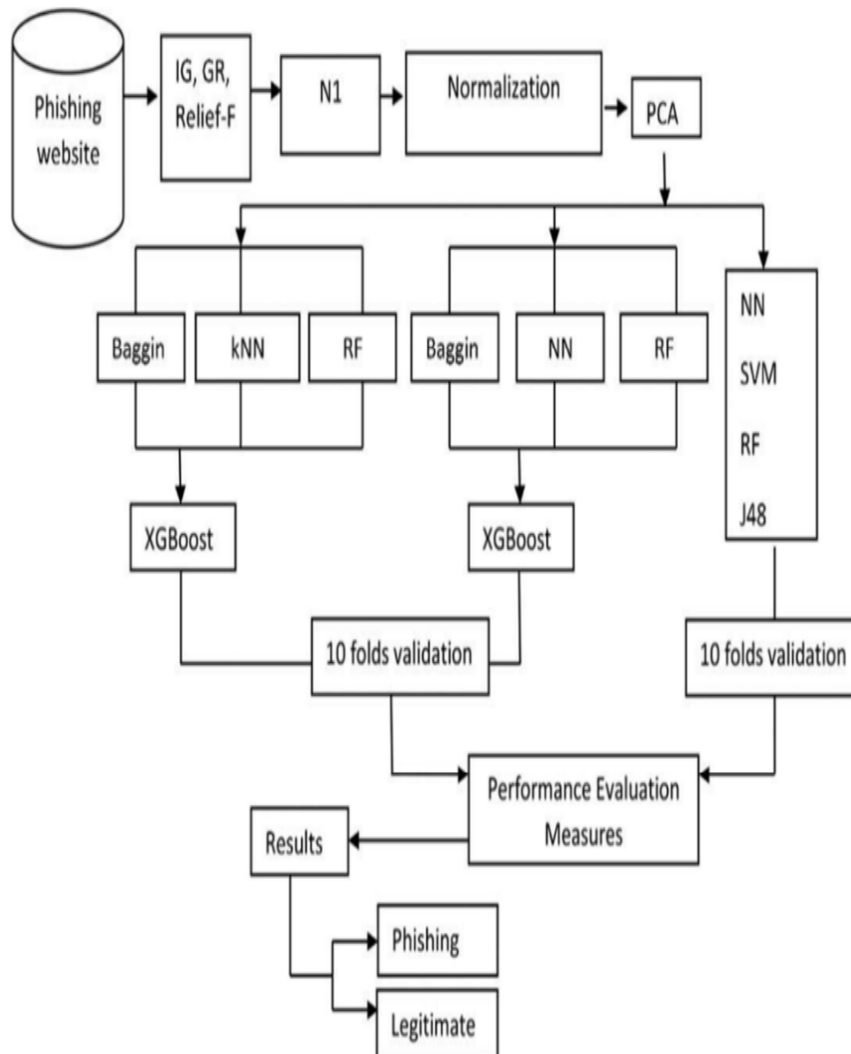 Phishing
website
IG, GR,
Relief-F
N1
Normalization
PCA
Baggin
kNN
RF
Baggin
NN
RF
NN
SVM
RF
J48
XGBoost
XGBoost
10 folds validation
10 folds validation
Performance Evaluation
Measures
Results
Phishing
Legitimate